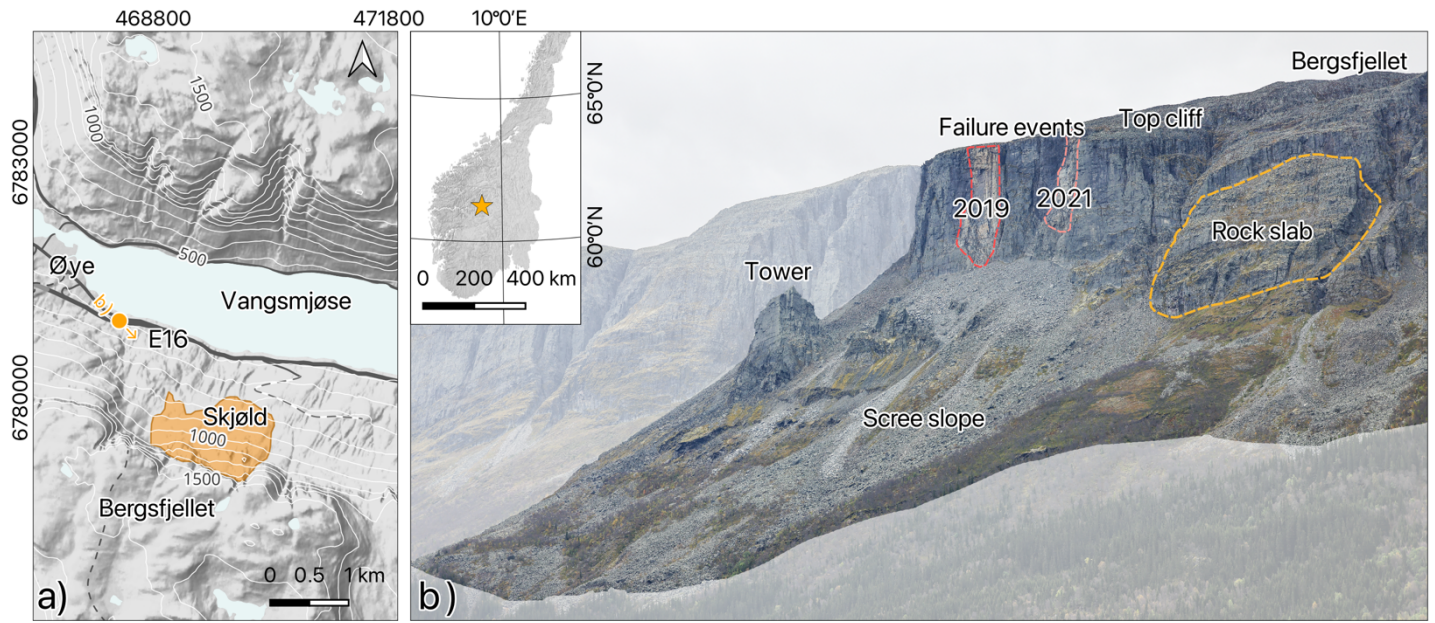 468800
471800
10°0'E
1500
1000
6783000
65°N
500
Øye
Vangsmjøse
b)
E16
60°0'N
0 200 400 km
6780000
Skjøld
1000
1500
Bergsfjellet
0 0.5 1 km
a)
Bergsfjellet
Top cliff
Failure events
2019
2021
Rock slab
Tower
Scree slope
b)